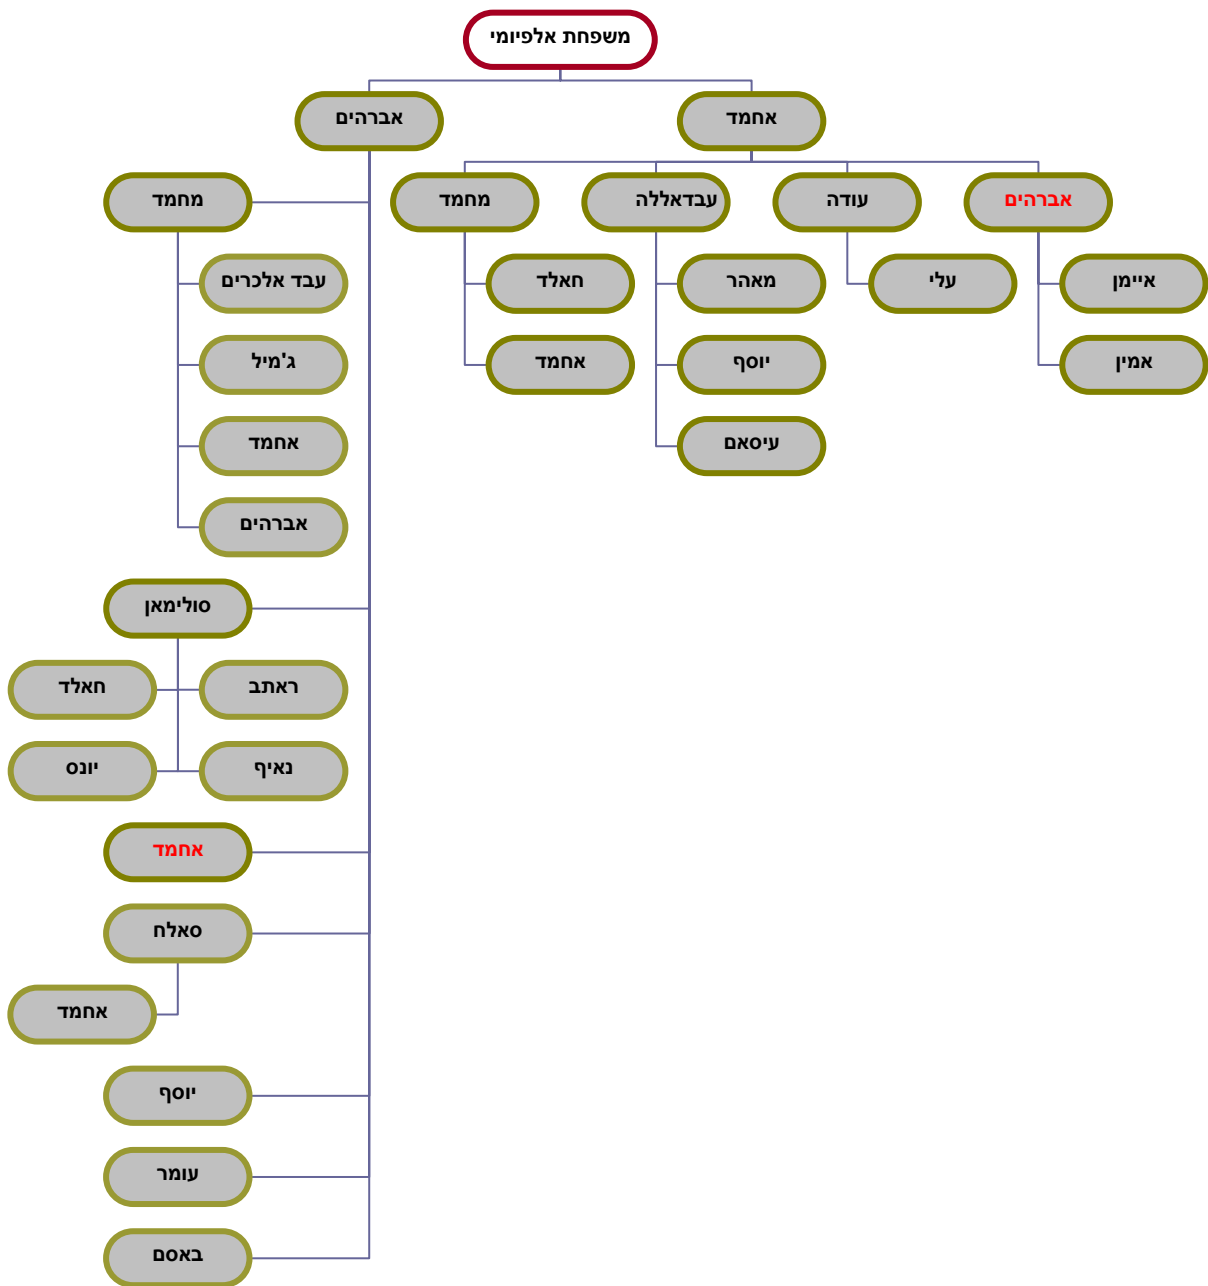 משפחת אלפיומי
אחמד
אברהים
אברהים
עודה
עבדאללה
מחמד
מחמד
איימן
עלי
מאהר
חאלד
עבד אלכרים
אמין
יוסף
אחמד
ג'מיל
עיסאם
אחמד
אברהים
סולימאן
ראתב
חאלד
נאיף
יונס
אחמד
סאלח
אחמד
יוסף
עומר
באסם